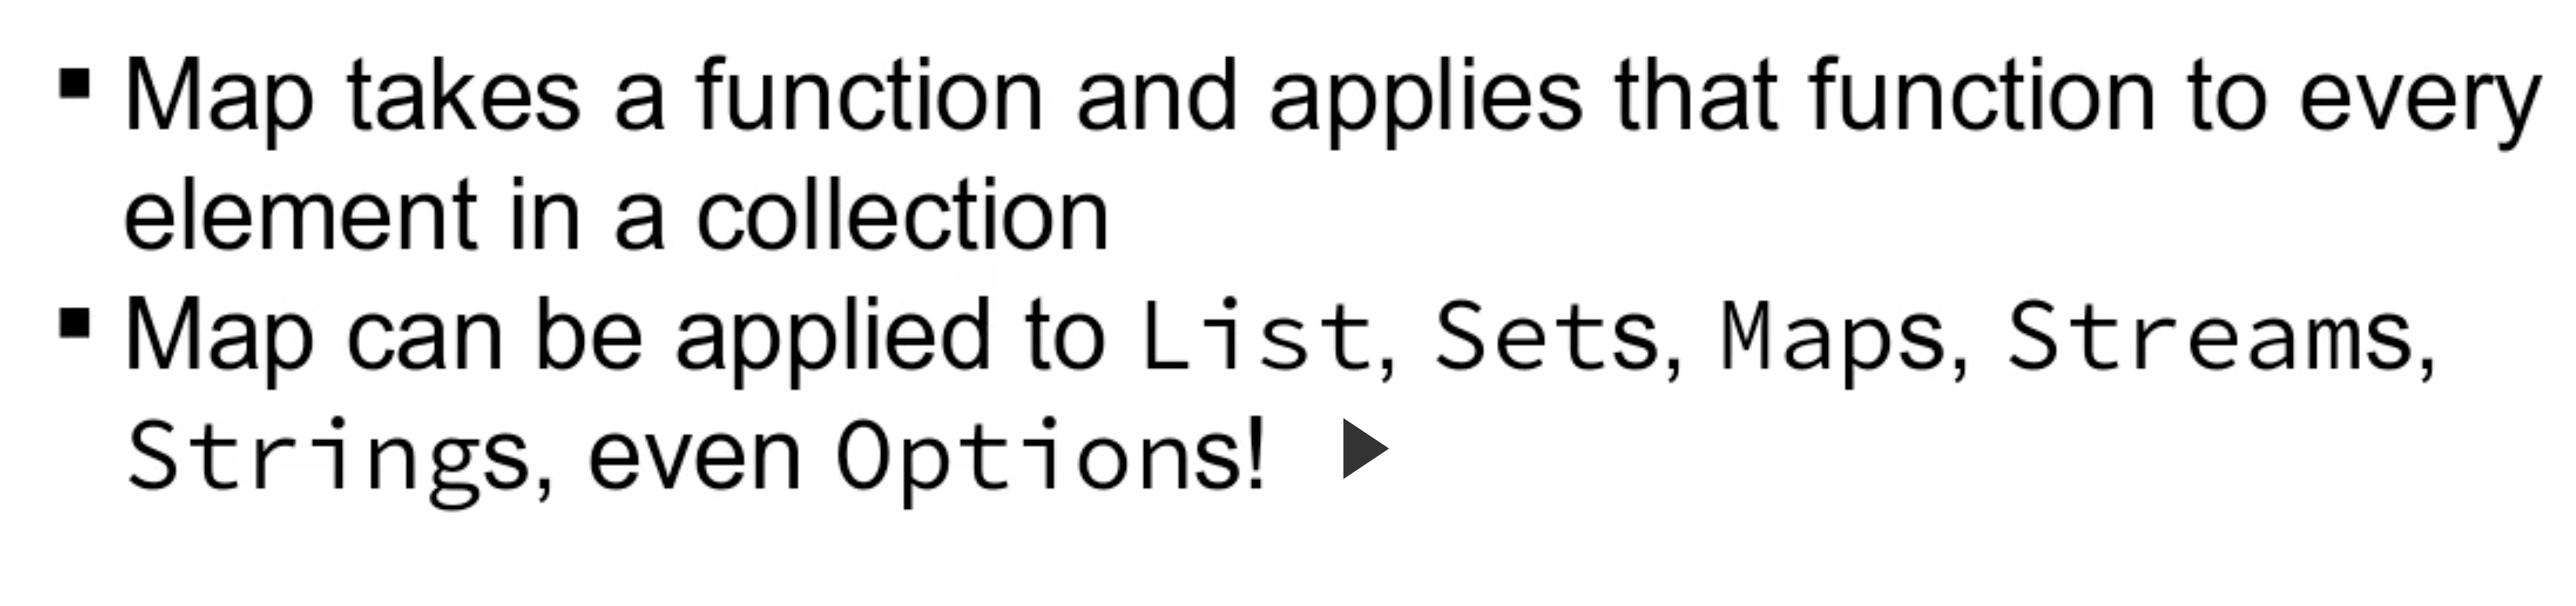 ▪ Map takes a function and applies that function to every
element in a collection
▪ Map can be applied to List, Sets, Maps, Streams,
Strings, even Options!